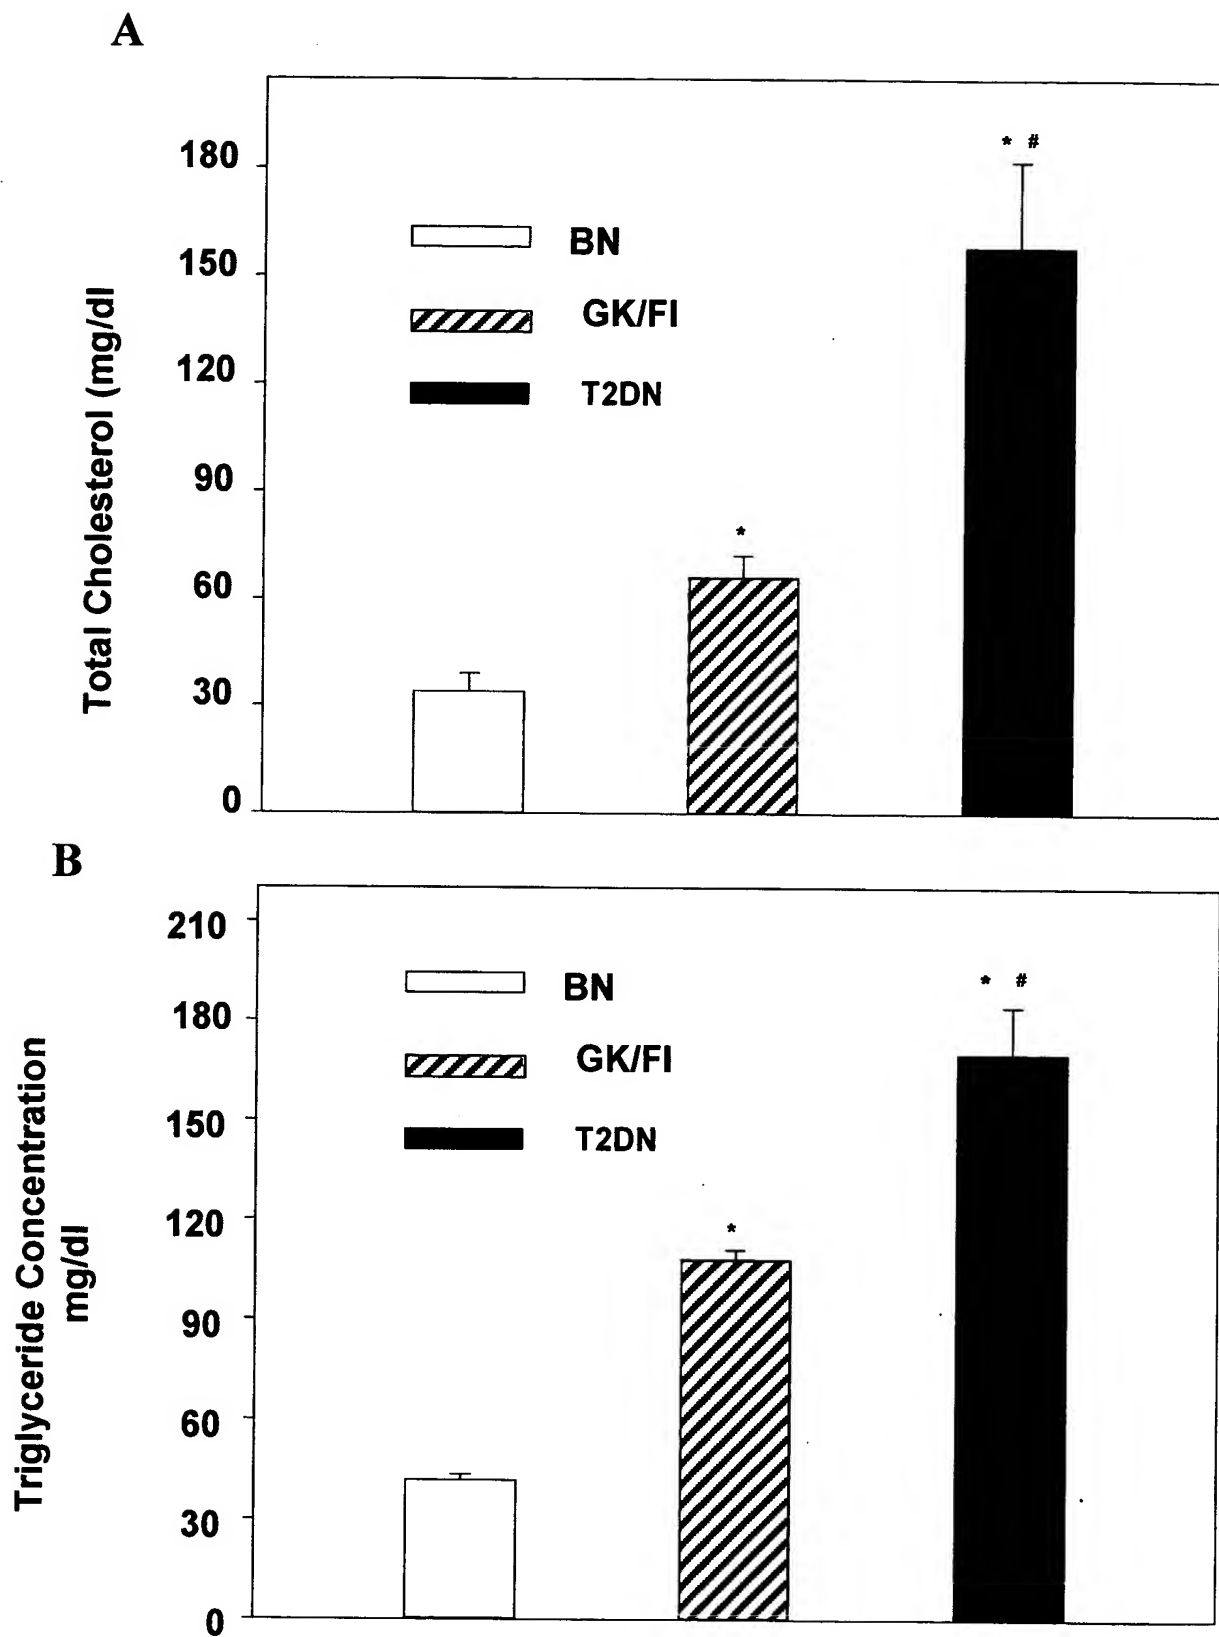 A
Total Cholesterol (mg/dl
180
150
120
90
60
30
0
BN
GK/FI
T2DN
*
* #
B
Triglyceride Concentration
mg/dl
210
180
150
120
90
60
30
0
BN
GK/FI
T2DN
*
* #